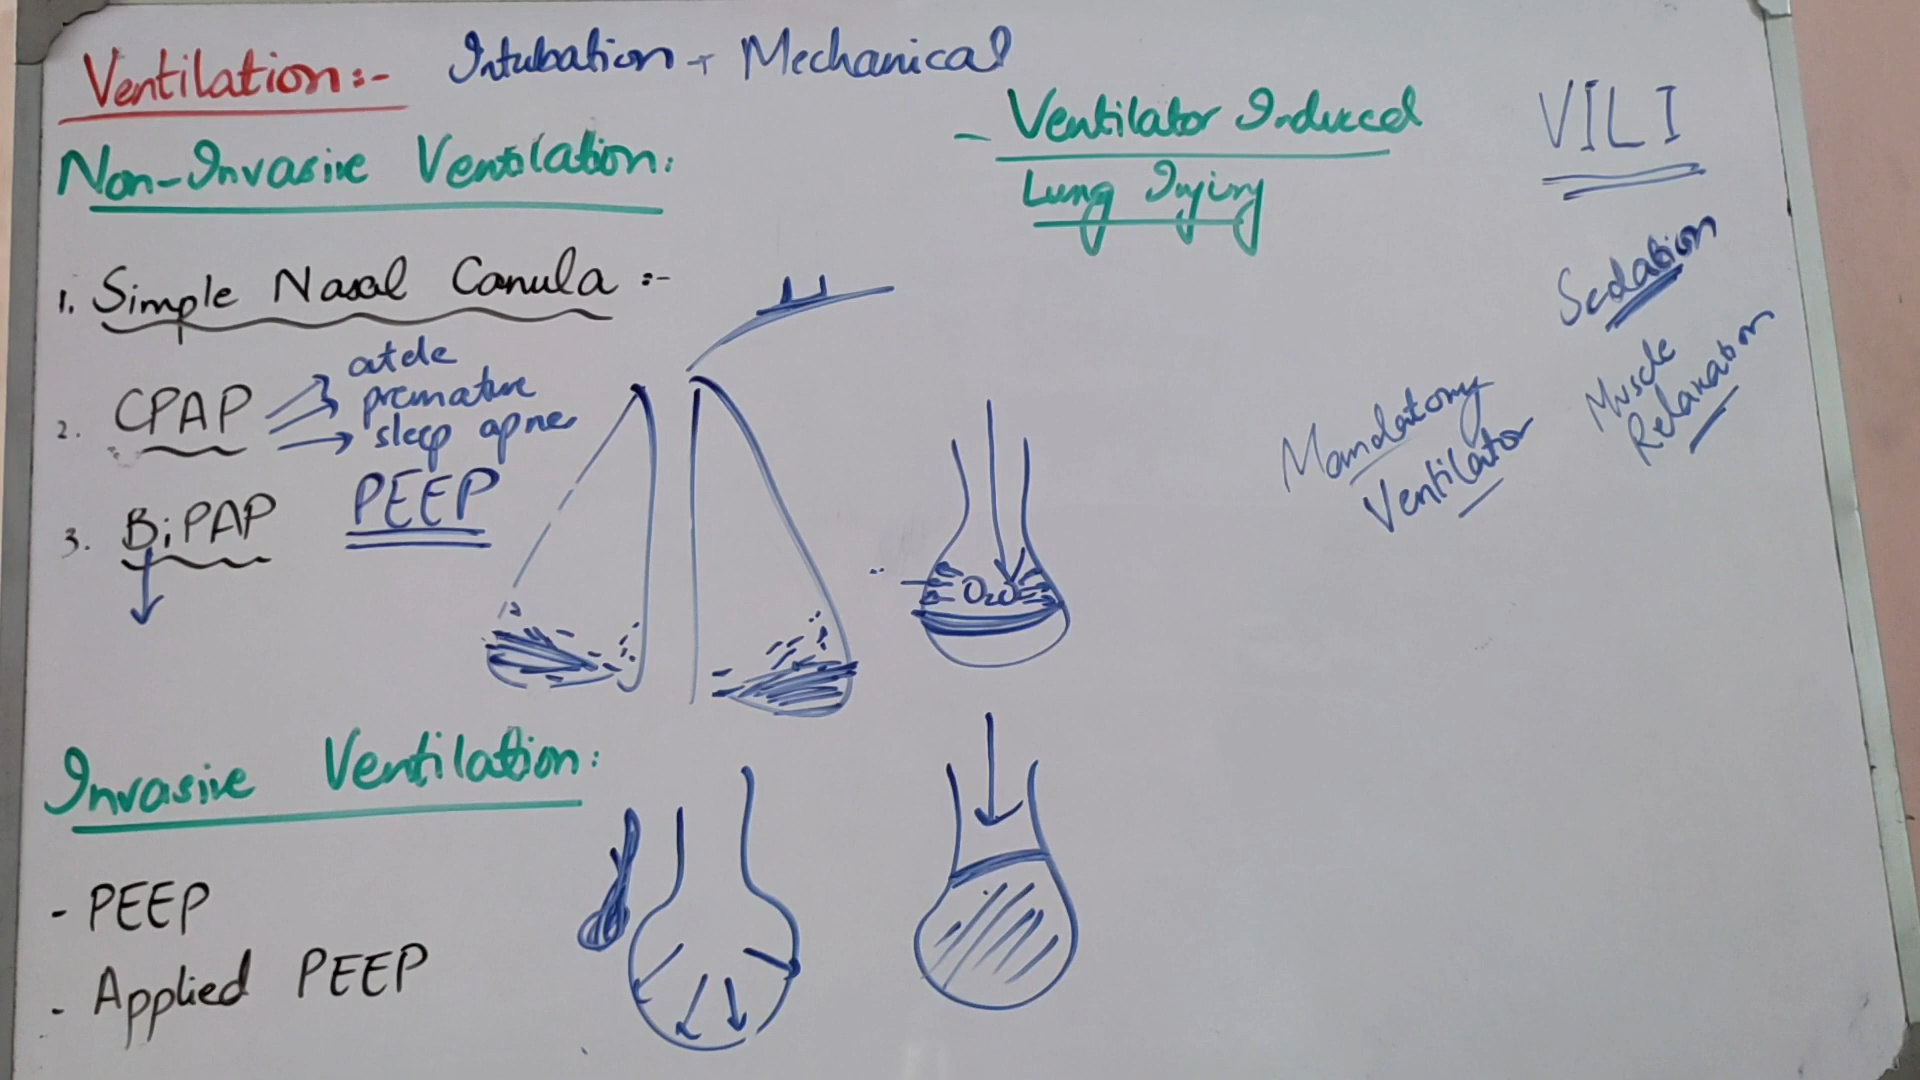 Ventilation:- Intubation + Mechanical
Non-Invasive Ventilation:
1. Simple Nasal Canula :-
2. CPAP
atele
premature
sleep apnea
3. BiPAP PEEP
Invasive Ventilation:
- PEEP
- Applied PEEP
- Ventilator Induced
Lung Injury
VILI
Sedation
Muscle
Relaxation
Mandatory
Ventilator